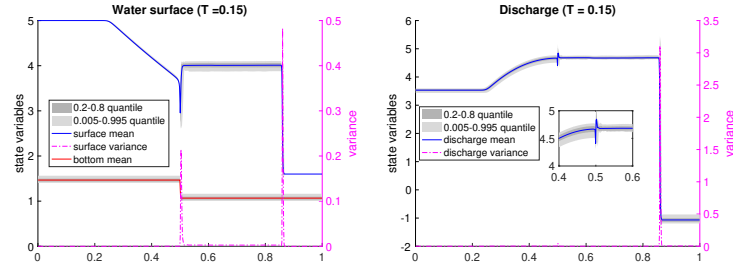 Water surface (T =0.15)
5
4
3
2
1
0
state variables
0.5
0.4
0.3
0.2
0.1
0
variance
0.2-0.8 quantile
0.005-0.995 quantile
surface mean
surface variance
bottom mean
0 0.2 0.4 0.6 0.8 1
Discharge (T = 0.15)
6
5
4
3
2
1
0
-1
-2
state variables
3.5
3
2.5
2
1.5
1
0.5
0
variance
0.2-0.8 quantile
0.005-0.995 quantile
discharge mean
discharge variance
5
4.5
4
0.4 0.5 0.6
0 0.2 0.4 0.6 0.8 1